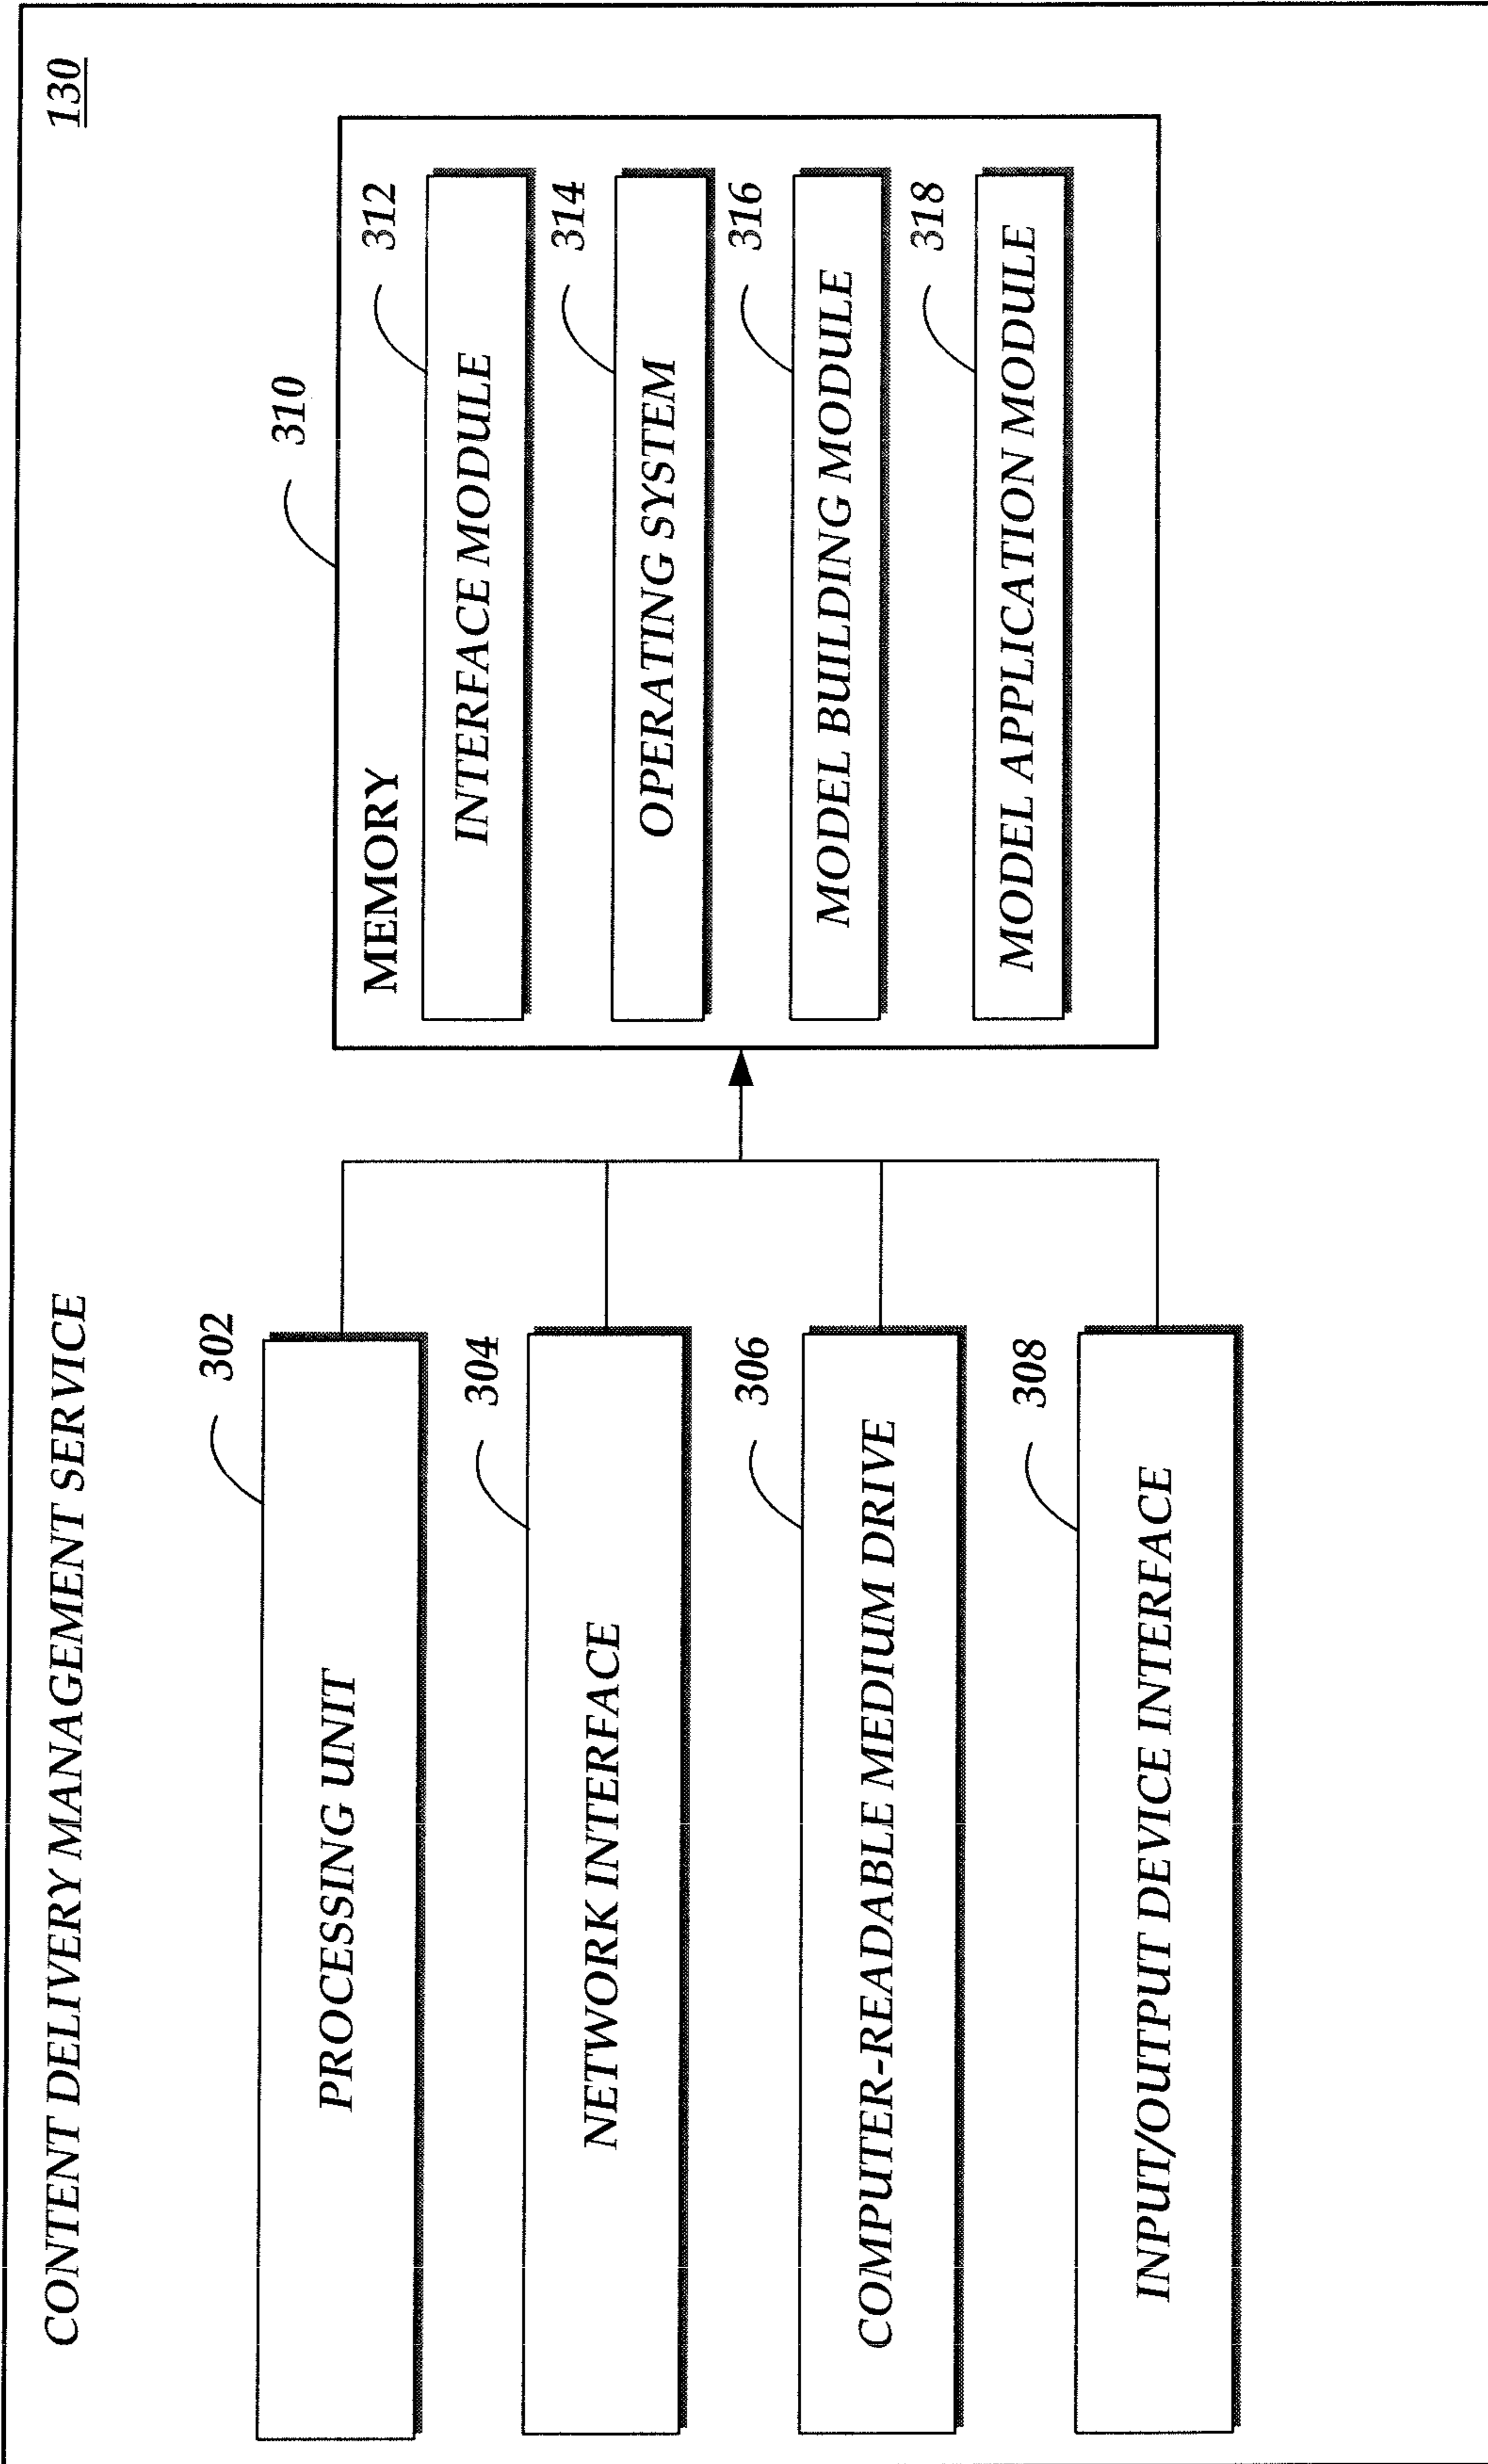 CONTENT DELIVERY MANAGEMENT SERVICE
130
302
PROCESSING UNIT
304
NETWORK INTERFACE
306
COMPUTER-READABLE MEDIUM DRIVE
308
INPUT/OUTPUT DEVICE INTERFACE
310
MEMORY
312
INTERFACE MODULE
314
OPERATING SYSTEM
316
MODEL BUILDING MODULE
318
MODEL APPLICATION MODULE